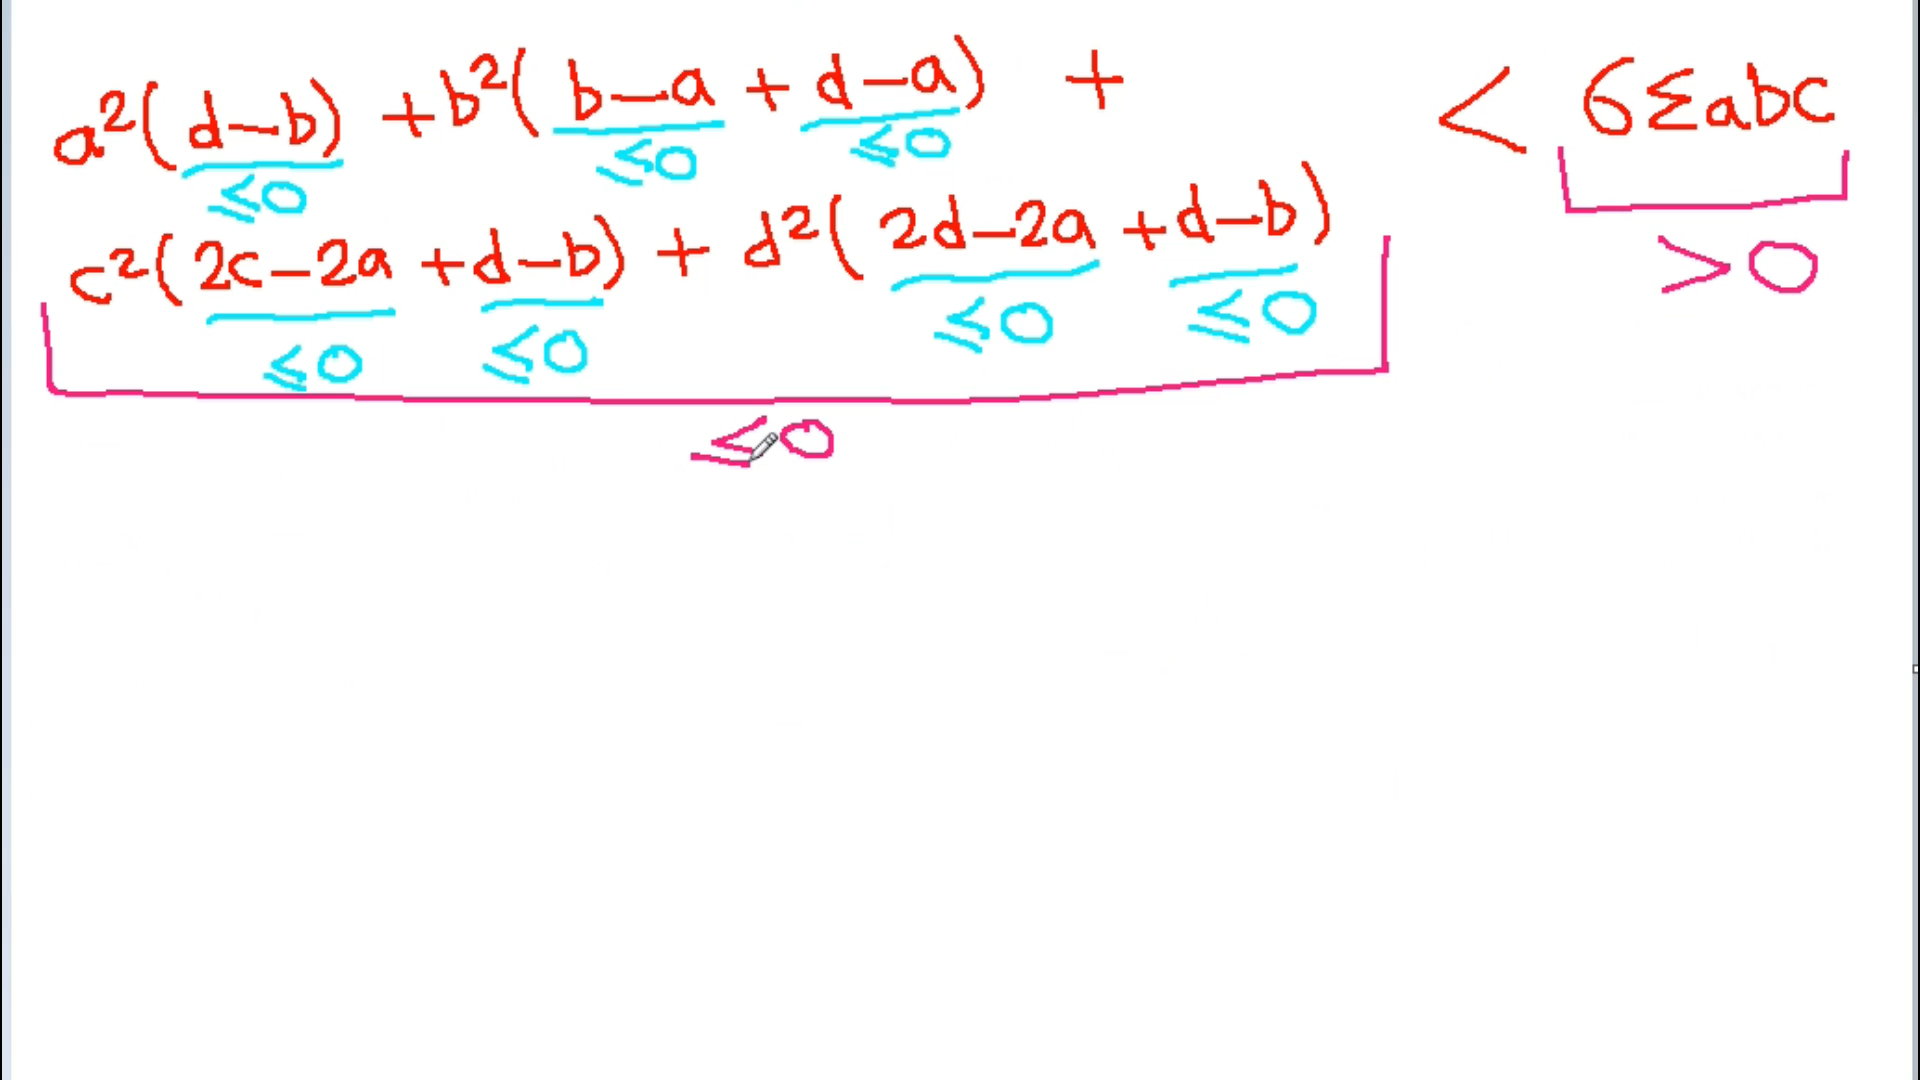 a²(d-b) + b²(b-a + d-a) + < 6Σabc
≤0 ≤0 ≤0
c²(2c-2a + d-b) + d²(2d-2a + d-b) >0
≤0 ≤0 ≤0 ≤0
≤0